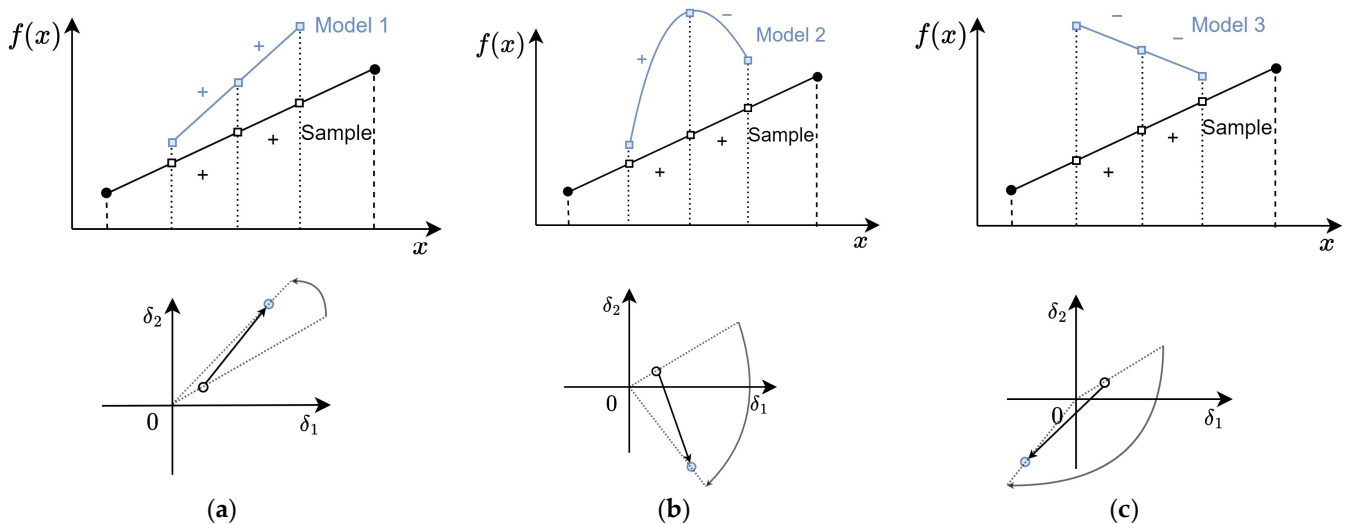 f(x)
Model 1
+
+
Sample
+
+
x
f(x)
−
Model 2
+
Sample
+
+
x
f(x)
−
−
Model 3
Sample
+
+
x
δ₂
0
δ₁
δ₂
0
δ₁
δ₂
0
δ₁
(a)
(b)
(c)